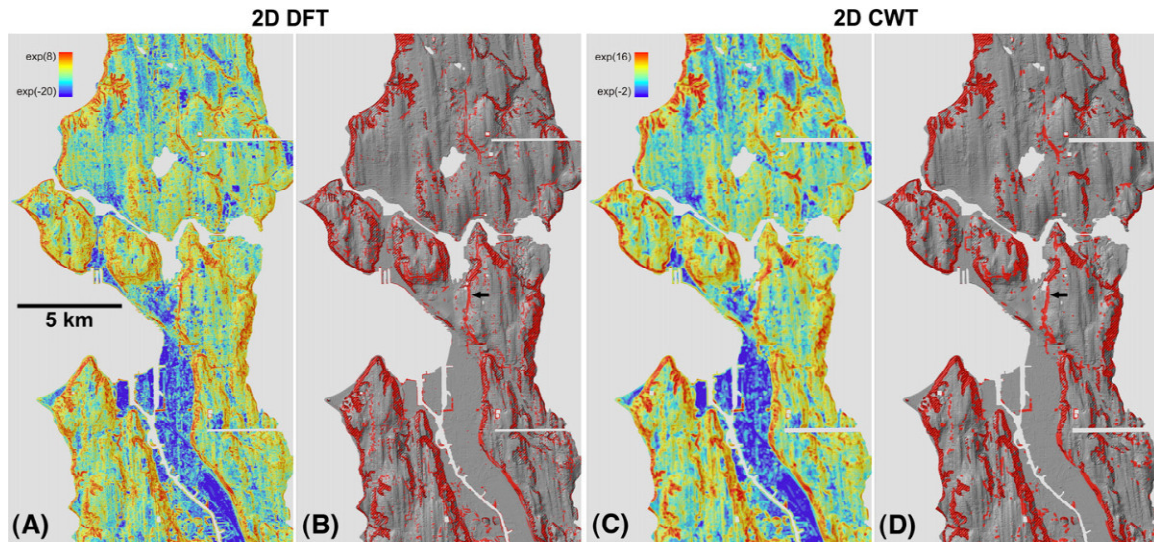 2D DFT
2D CWT
exp(8)
exp(-20)
exp(16)
exp(-2)
5 km
(A)
(B)
(C)
(D)